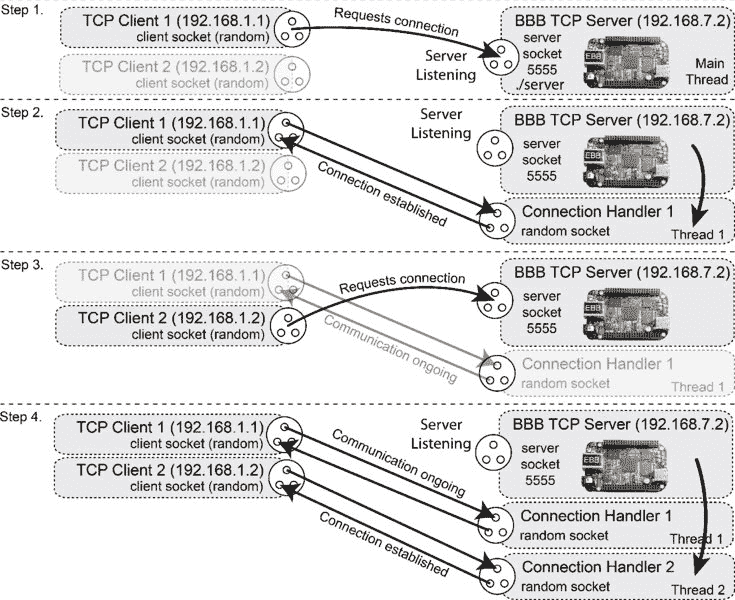 Step 1.
TCP Client 1 (192.168.1.1)
client socket (random)
TCP Client 2 (192.168.1.2)
client socket (random)
Requests connection
Server
Listening
BBB TCP Server (192.168.7.2)
server
socket
5555
./server
EBB
Main
Thread
Step 2.
TCP Client 1 (192.168.1.1)
client socket (random)
TCP Client 2 (192.168.1.2)
client socket (random)
Connection established
Server
Listening
BBB TCP Server (192.168.7.2)
server
socket
5555
EBB
Connection Handler 1
random socket
Thread 1
Step 3.
TCP Client 1 (192.168.1.1)
client socket (random)
TCP Client 2 (192.168.1.2)
client socket (random)
Requests connection
Communication ongoing
BBB TCP Server (192.168.7.2)
server
socket
5555
EBB
Connection Handler 1
random socket
Thread 1
Step 4.
TCP Client 1 (192.168.1.1)
client socket (random)
TCP Client 2 (192.168.1.2)
client socket (random)
Communication ongoing
Connection established
Server
Listening
BBB TCP Server (192.168.7.2)
server
socket
5555
EBB
Connection Handler 1
random socket
Thread 1
Connection Handler 2
random socket
Thread 2